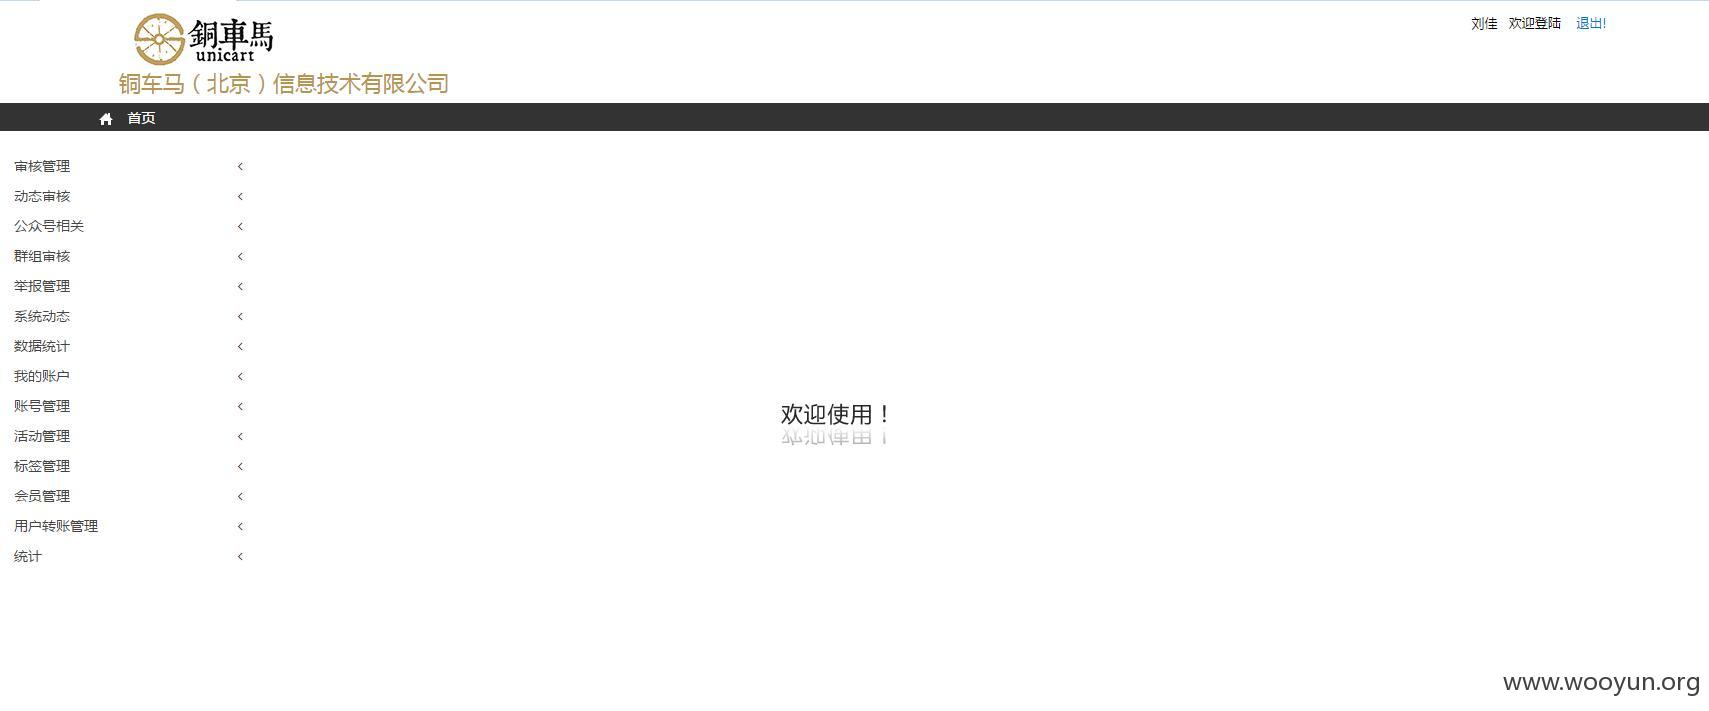 銅車馬
unicart
铜车马（北京）信息技术有限公司
刘佳 欢迎登陆 退出!
首页
审核管理
动态审核
公众号相关
群组审核
举报管理
系统动态
数据统计
我的账户
账号管理
活动管理
标签管理
会员管理
用户转账管理
统计
欢迎使用！
www.wooyun.org